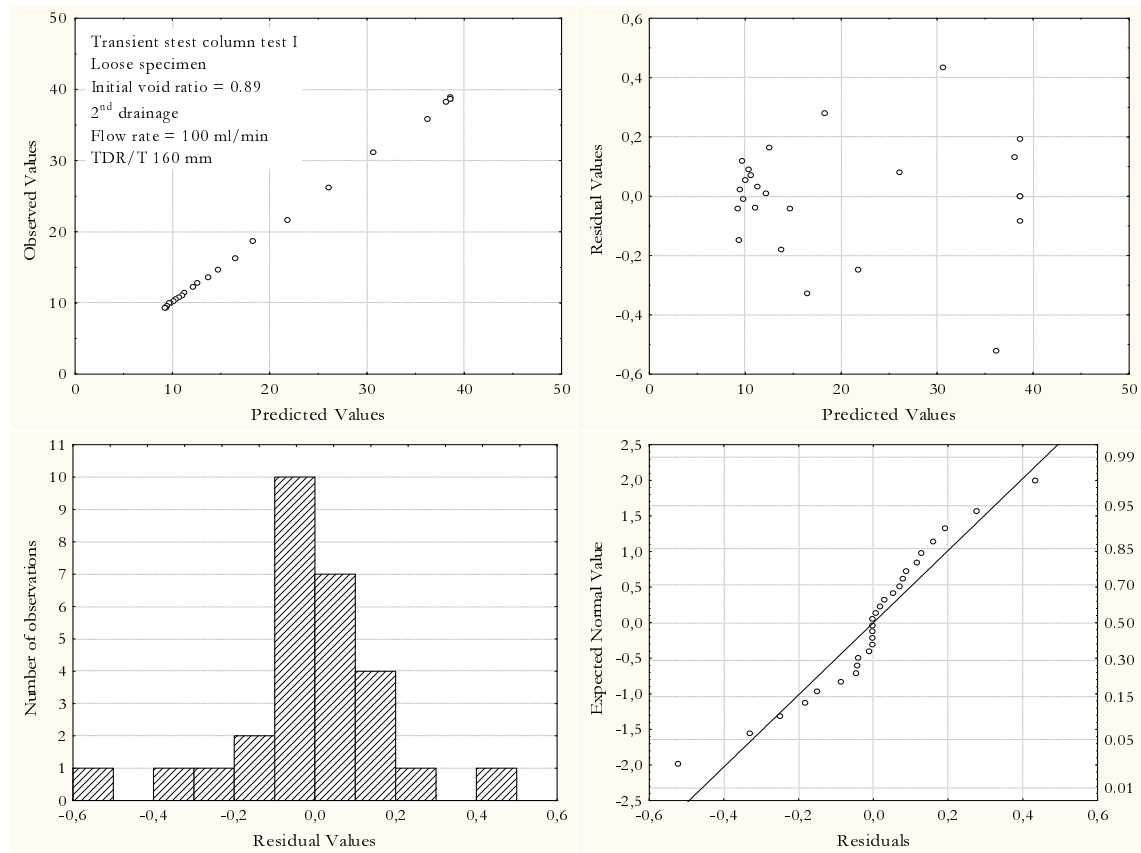 50
40
30
20
10
0
Observed Values
Transient stest column test I
Loose specimen
Initial void ratio = 0.89
2nd drainage
Flow rate = 100 ml/min
TDR/T 160 mm
0 10 20 30 40 50
Predicted Values
0,6
0,4
0,2
0,0
-0,2
-0,4
-0,6
Residual Values
0 10 20 30 40 50
Predicted Values
11
10
9
8
7
6
5
4
3
2
1
0
Number of observations
-0,6 -0,4 -0,2 0,0 0,2 0,4 0,6
Residual Values
2,5
2,0
1,5
1,0
0,5
0,0
-0,5
-1,0
-1,5
-2,0
-2,5
Expected Normal Value
0.99
0.95
0.85
0.70
0.50
0.30
0.15
0.05
0.01
-0,6 -0,4 -0,2 0,0 0,2 0,4 0,6
Residuals